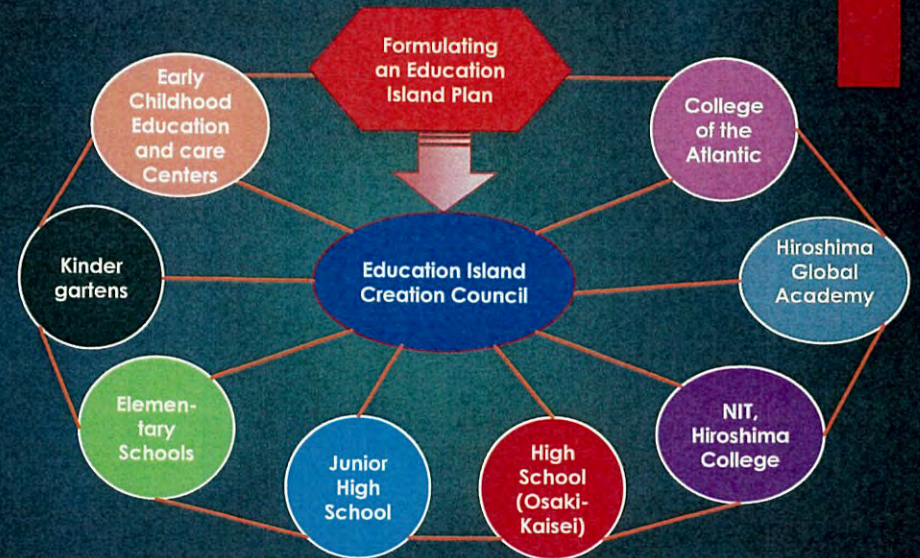 Formulating
an Education
Island Plan
Early
Childhood
Education
and care
Centers
College
of the
Atlantic
Kinder
gartens
Education Island
Creation Council
Hiroshima
Global
Academy
Elemen-
tary
Schools
Junior
High
School
High
School
(Osaki-
Kaisei)
NIT,
Hiroshima
College